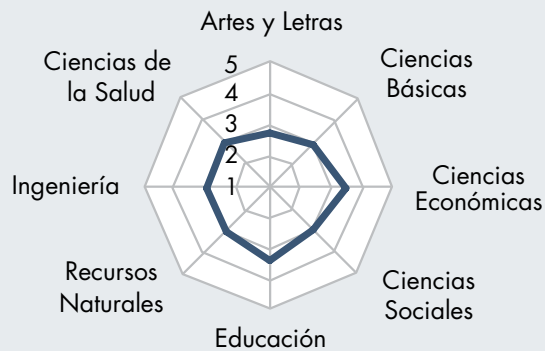 Artes y Letras
Ciencias
Básicas
Ciencias
Económicas
Ciencias
Sociales
Educación
Recursos
Naturales
Ingeniería
Ciencias de
la Salud
5
4
3
2
1